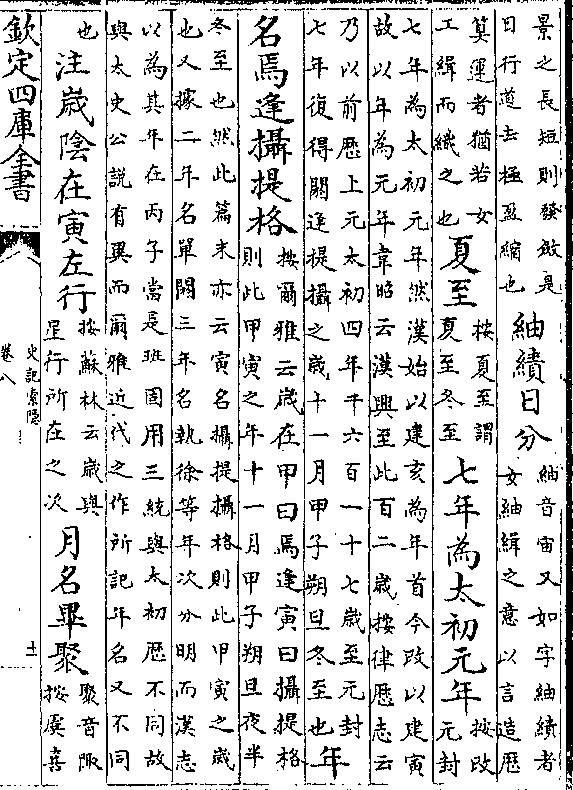 景之長短則發斂是
日行道去極盈縮也
紬績日分
紬音宙又如字紬績者
女紬緝之意以言造歷
筭運者猶若女
工緝而織之也
夏至
按夏至謂
夏至冬至
七年為太初元年
按改
元封
七年為太初元年然漢始以建亥為年首今改以建寅
故以年為元年韋昭云漢興至此百二歲按律歷志云
乃以前歷上元太初四年千六百一十七歲至元封
七年復得閼逢提攝之歲十一月甲子朔旦冬至也
年
名焉逢攝提格
按爾雅云歲在甲曰焉逢寅曰攝提格
則此甲寅之年十一月甲子朔旦夜半
冬至也然此篇末亦云寅名攝提攝格則此甲寅之歲
也又據二年名單閼三年名執徐等年次分明而漢志
以為其年在丙子當是班固用三統與太初歷不同故
與太史公說有異而爾雅近代之作所記年名又不同
也
注歲陰在寅左行
按蘇林云歲與
星行所在之次
月名畢聚
聚音陬
按虞喜
欽定四庫全書
史記索隱
卷八
十一